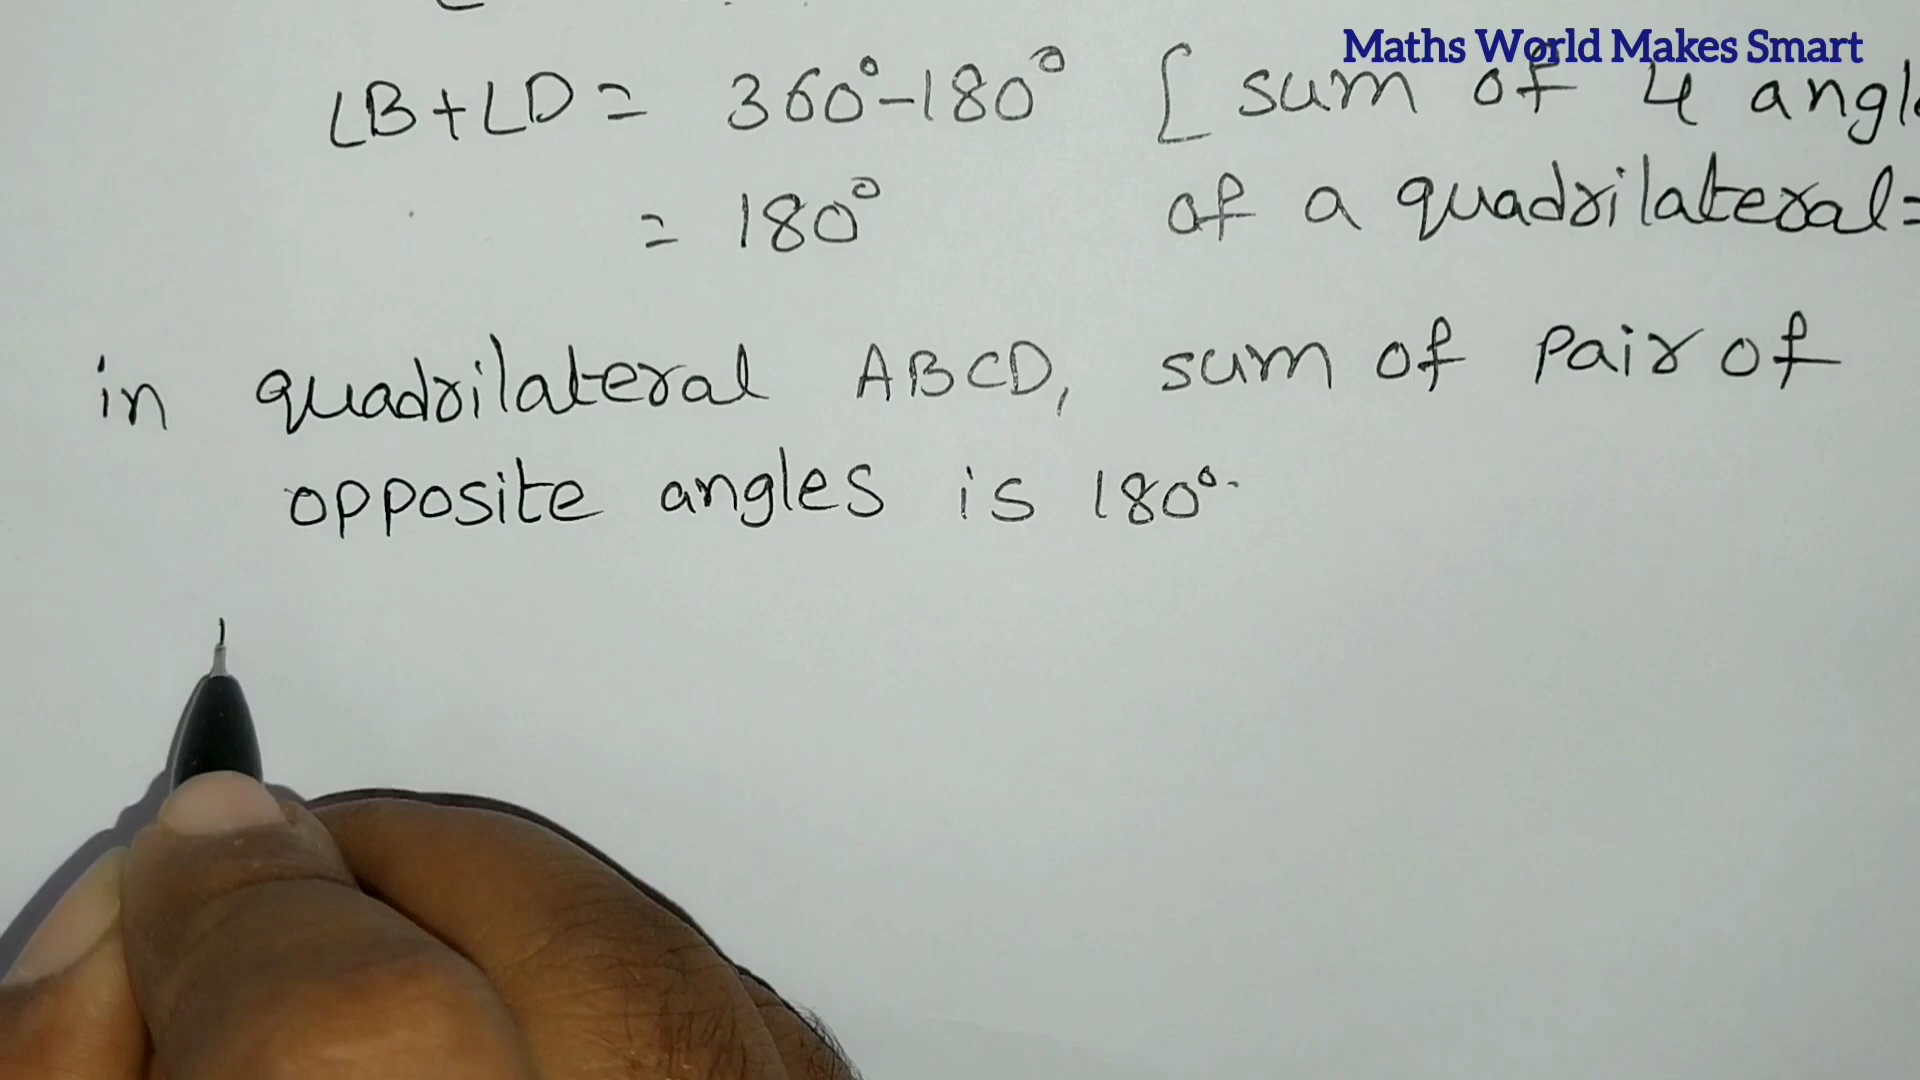 Maths World Makes Smart
∠B+∠D = 360°-180° [ sum of 4 angle
= 180° of a quadrilateral=
in quadrilateral ABCD, sum of pair of
opposite angles is 180°.